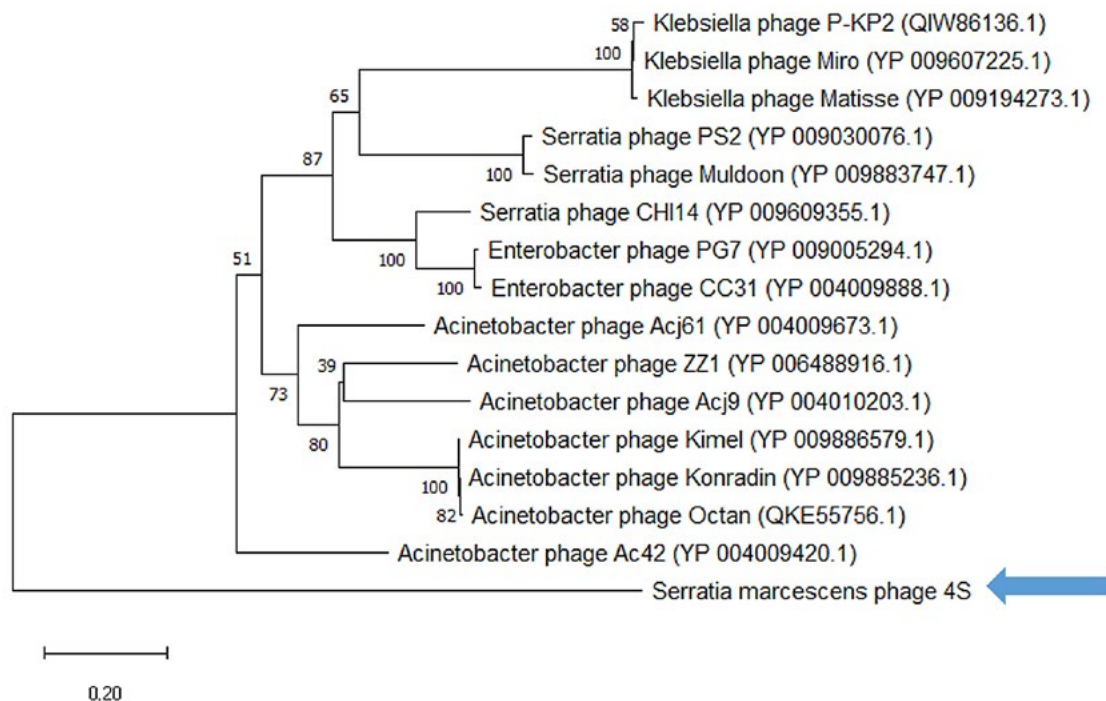 58 Klebsiella phage P-KP2 (QIW86136.1)
100 Klebsiella phage Miro (YP 009607225.1)
Klebsiella phage Matisse (YP 009194273.1)
65
Serratia phage PS2 (YP 009030076.1)
87
100 Serratia phage Muldoon (YP 009883747.1)
Serratia phage CHI14 (YP 009609355.1)
100 Enterobacter phage PG7 (YP 009005294.1)
51
100 Enterobacter phage CC31 (YP 004009888.1)
Acinetobacter phage Acj61 (YP 004009673.1)
39 Acinetobacter phage ZZ1 (YP 006488916.1)
73 Acinetobacter phage Acj9 (YP 004010203.1)
80 Acinetobacter phage Kimel (YP 009886579.1)
100 Acinetobacter phage Konradin (YP 009885236.1)
82 Acinetobacter phage Octan (QKE55756.1)
Acinetobacter phage Ac42 (YP 004009420.1)
Serratia marcescens phage 4S
0.20